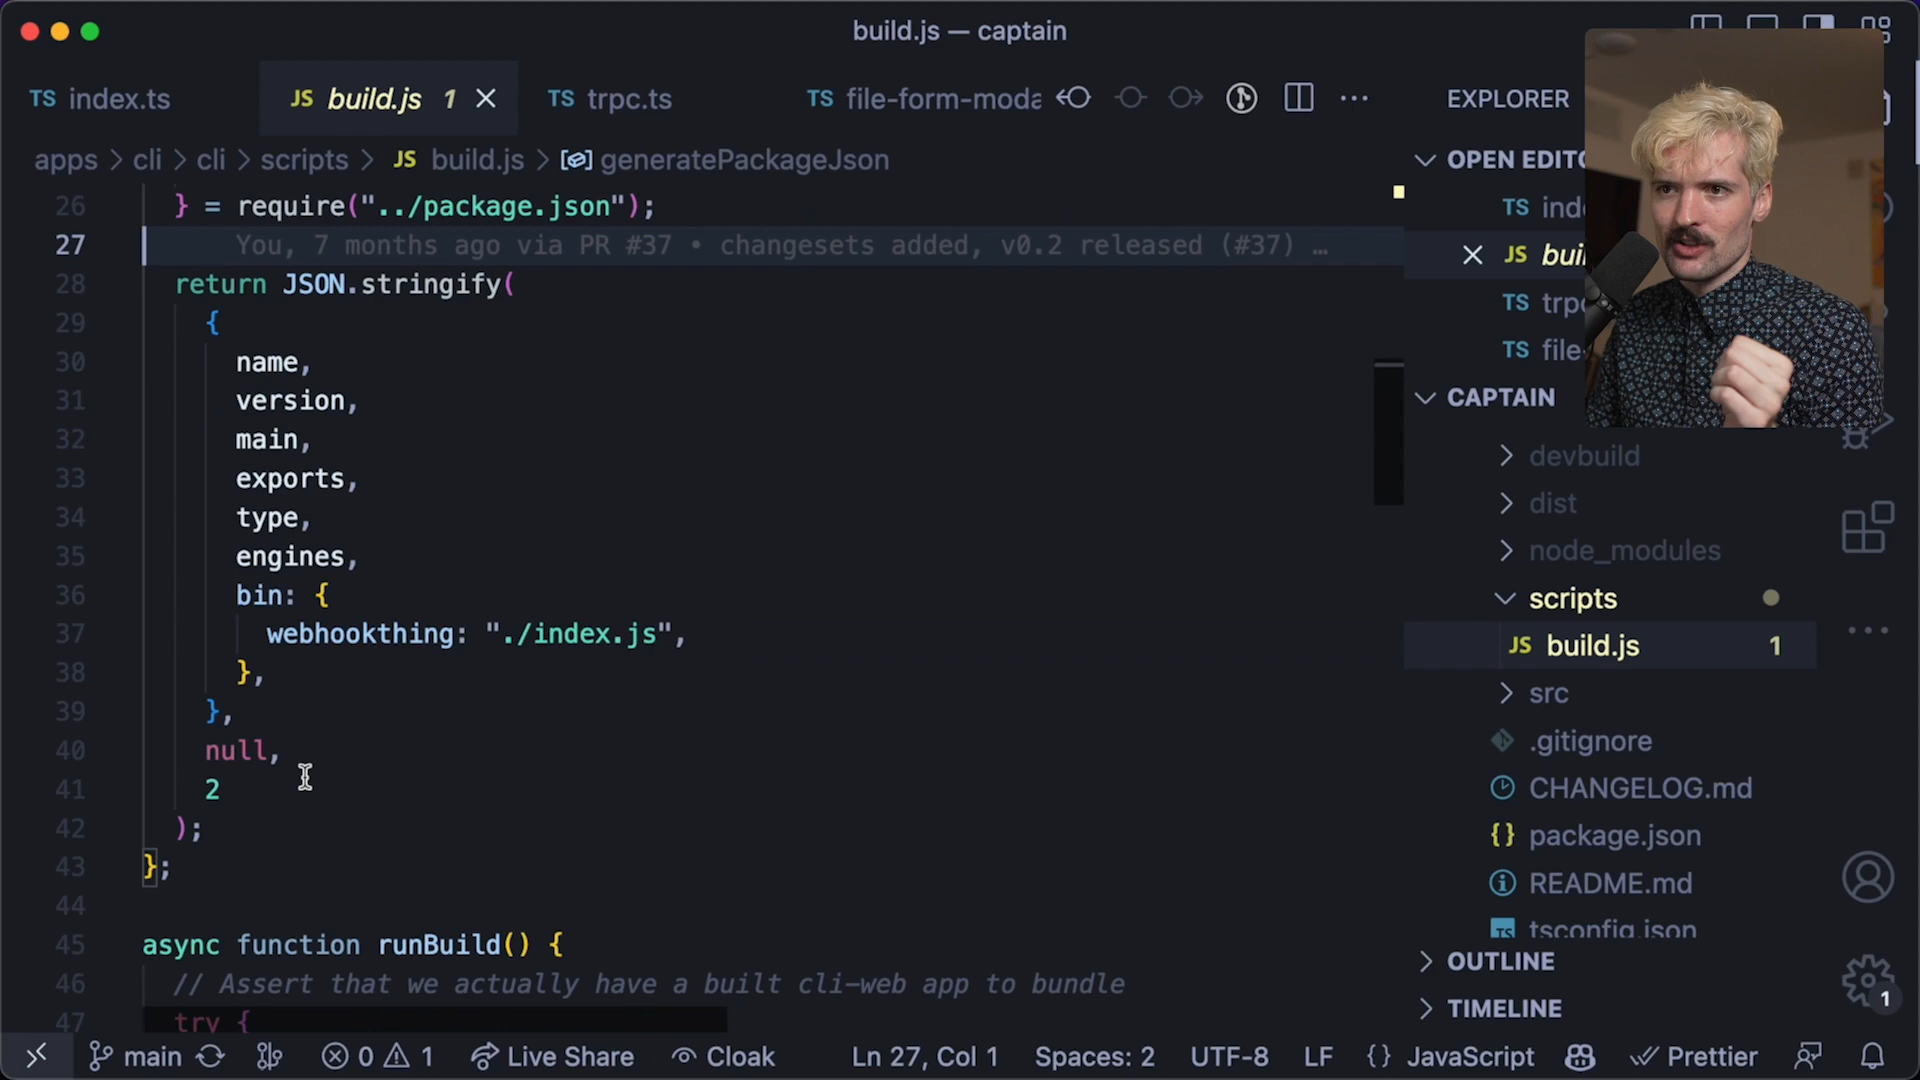 build.js — captain
TS index.ts
JS build.js 1
TS trpc.ts
TS file-form-moda
EXPLORER
apps > cli > cli > scripts > JS build.js > generatePackageJson
26 } = require("../package.json");
27 You, 7 months ago via PR #37 • changesets added, v0.2 released (#37) …
28 return JSON.stringify(
29 {
30 name,
31 version,
32 main,
33 exports,
34 type,
35 engines,
36 bin: {
37 webhookthing: "./index.js",
38 },
39 },
40 null,
41 2
42 );
43 };
44
45 async function runBuild() {
46 // Assert that we actually have a built cli-web app to bundle
47 try {
OPEN EDITO
TS ind
JS bui
TS trp
TS file
CAPTAIN
devbuild
dist
node_modules
scripts
JS build.js 1
src
.gitignore
CHANGELOG.md
{} package.json
README.md
TS tsconfig.json
OUTLINE
TIMELINE
1
main 0 1 Live Share Cloak Ln 27, Col 1 Spaces: 2 UTF-8 LF {} JavaScript Prettier